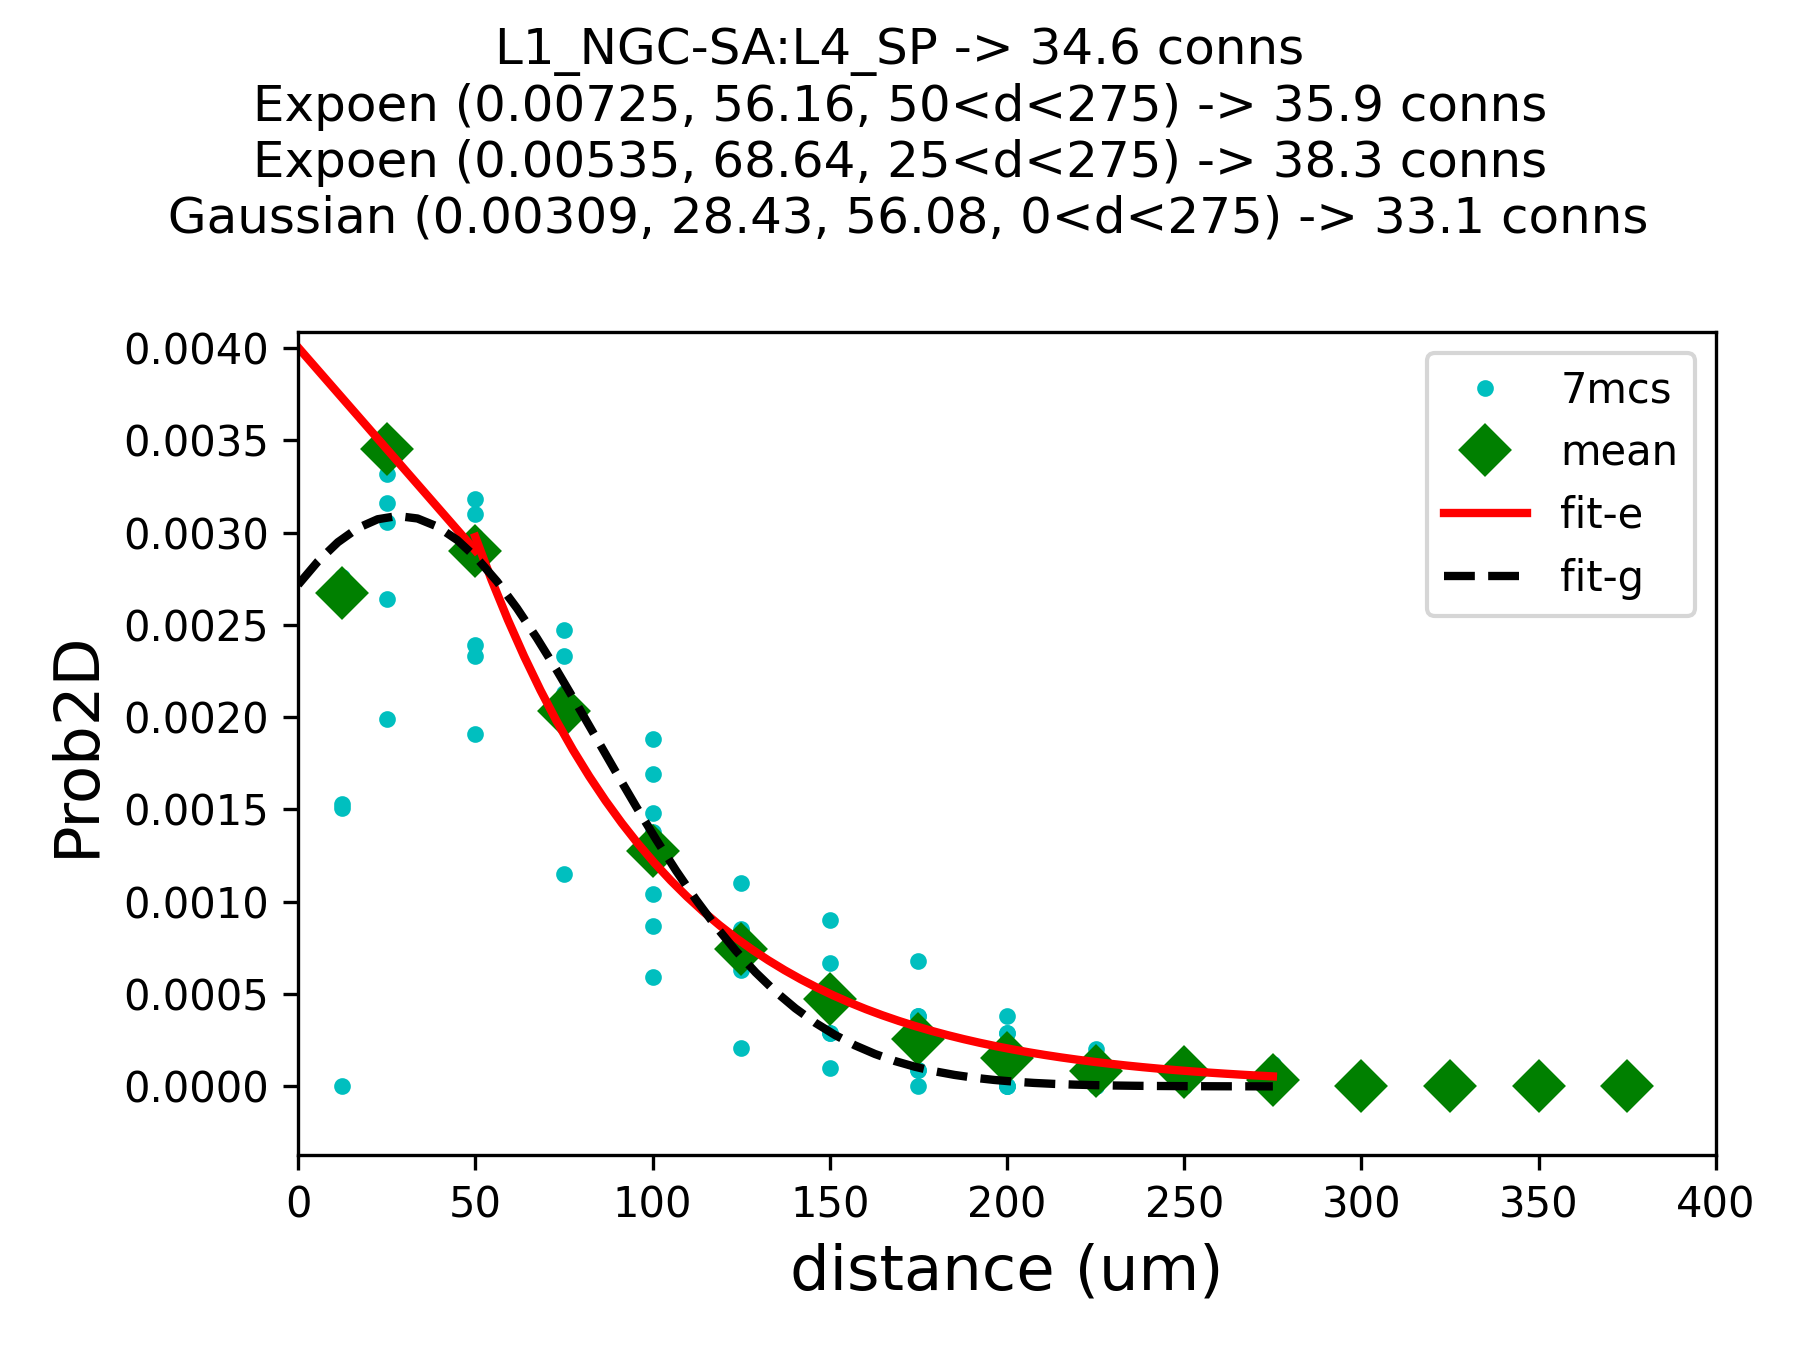 L1_NGC-SA:L4_SP -> 34.6 conns
Expoen (0.00725, 56.16, 50<d<275) -> 35.9 conns
Expoen (0.00535, 68.64, 25<d<275) -> 38.3 conns
Gaussian (0.00309, 28.43, 56.08, 0<d<275) -> 33.1 conns
7mcs
mean
fit-e
fit-g
Prob2D
0.0040
0.0035
0.0030
0.0025
0.0020
0.0015
0.0010
0.0005
0.0000
0 50 100 150 200 250 300 350 400
distance (um)